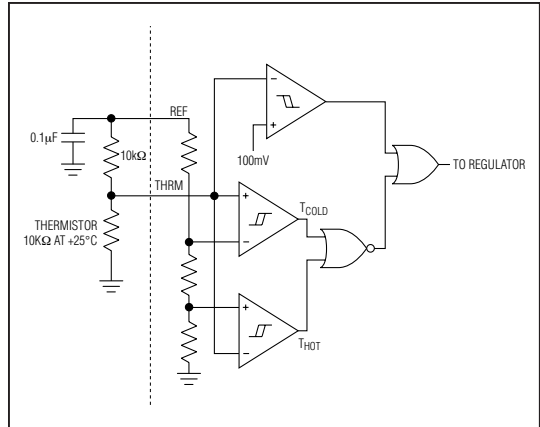 REF
0.1µF
10kΩ
100mV
TO REGULATOR
THRM
THERMISTOR
10KΩ AT +25°C
TCOLD
THOT